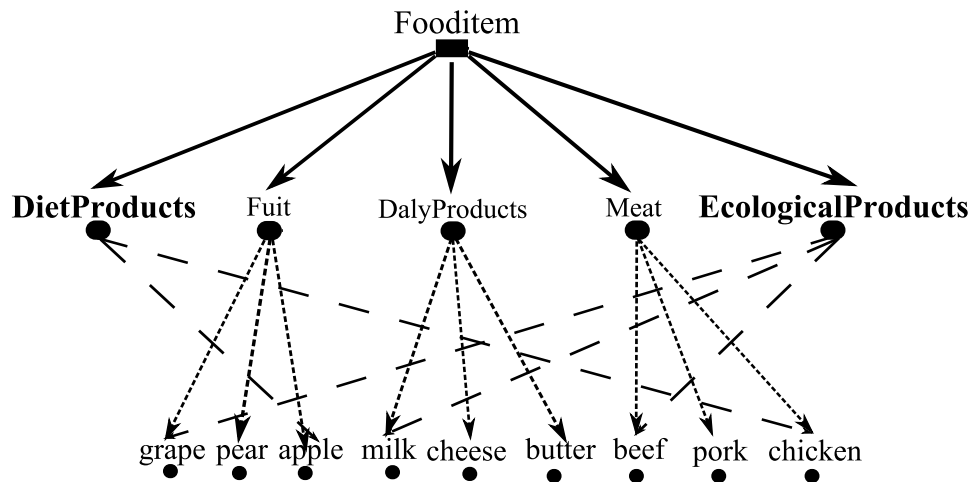 Fooditem
DietProducts Fuit DalyProducts Meat EcologicalProducts
grape pear apple milk cheese butter beef pork chicken